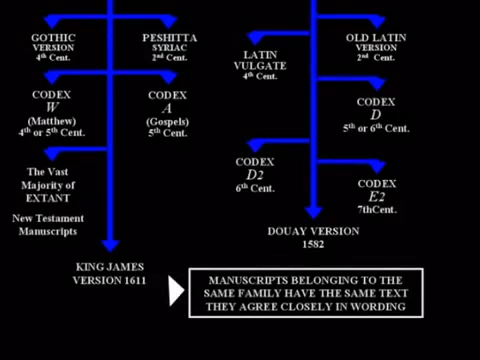 GOTHIC
VERSION
4th Cent.
PESHITTA
SYRIAC
2nd Cent.
CODEX
W
(Matthew)
4th or 5th Cent.
CODEX
A
(Gospels)
5th Cent.
The Vast
Majority of
EXTANT
New Testament
Manuscripts
KING JAMES
VERSION 1611
LATIN
VULGATE
4th Cent.
OLD LATIN
VERSION
2nd Cent.
CODEX
D
5th or 6th Cent.
CODEX
D2
6th Cent.
CODEX
E2
7thCent.
DOUAY VERSION
1582
MANUSCRIPTS BELONGING TO THE
SAME FAMILY HAVE THE SAME TEXT
THEY AGREE CLOSELY IN WORDING